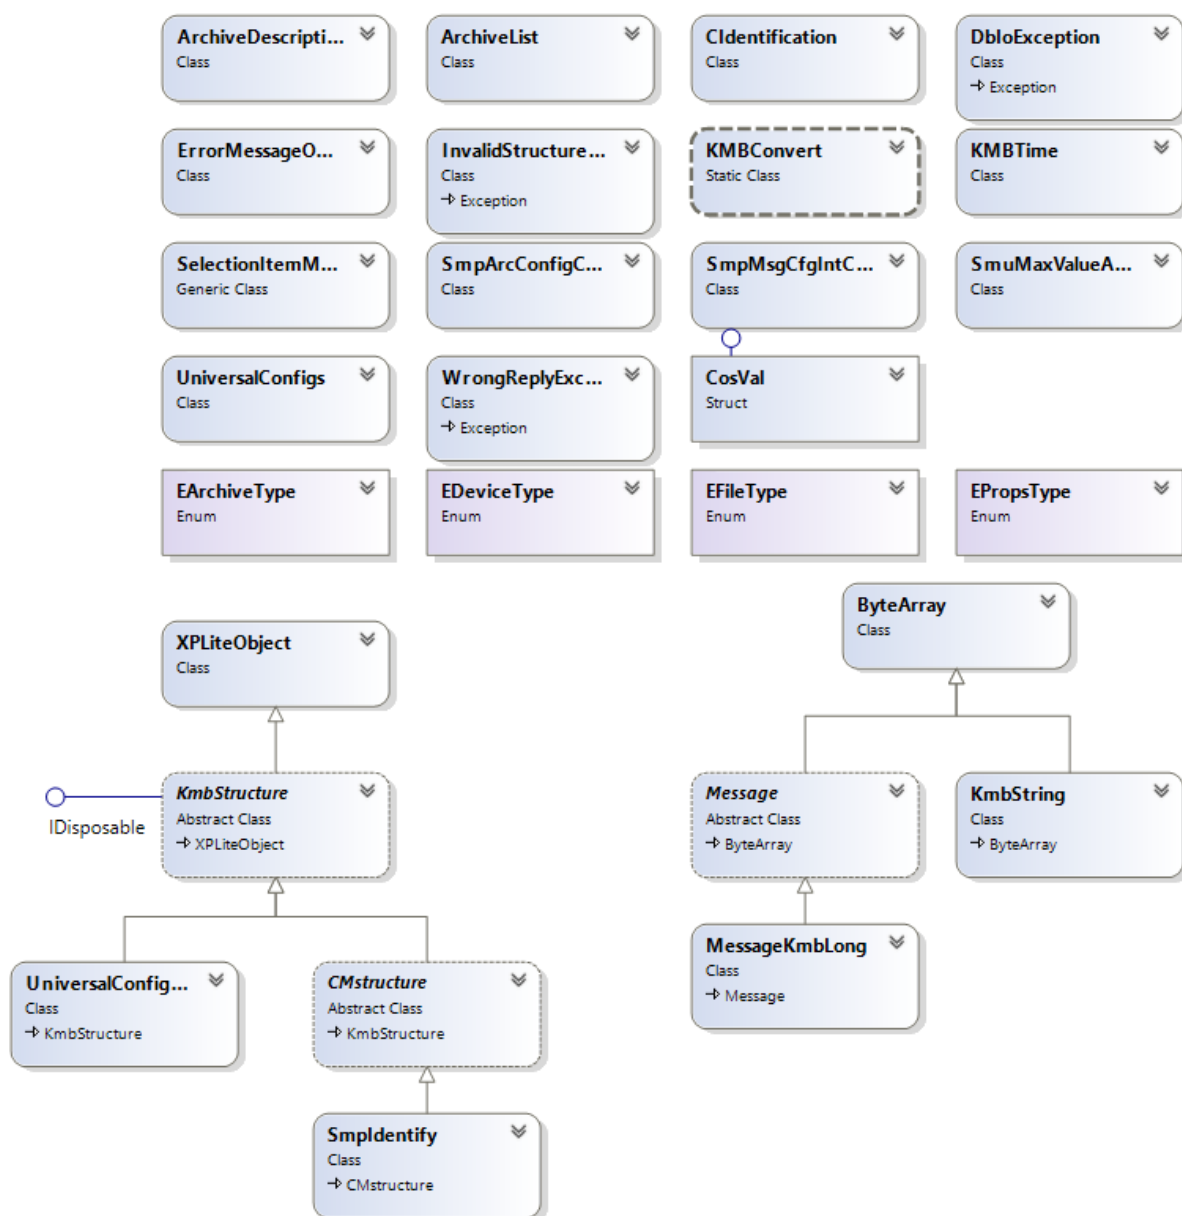 ArchiveDescripti...
Class
ArchiveList
Class
CIdentification
Class
DbIoException
Class
Exception
ErrorMessageO...
Class
InvalidStructure...
Class
Exception
KMBConvert
Static Class
KMBTime
Class
SelectionItemM...
Generic Class
SmpArcConfigC...
Class
SmpMsgCfgIntC...
Class
SmuMaxValueA...
Class
UniversalConfigs
Class
WrongReplyExc...
Class
Exception
CosVal
Struct
EArchiveType
Enum
EDeviceType
Enum
EFileType
Enum
EPropsType
Enum
ByteArray
Class
XPLiteObject
Class
KmbStructure
Abstract Class
XPLiteObject
IDisposable
Message
Abstract Class
ByteArray
KmbString
Class
ByteArray
MessageKmbLong
Class
Message
UniversalConfig...
Class
KmbStructure
CMstructure
Abstract Class
KmbStructure
SmpIdentify
Class
CMstructure